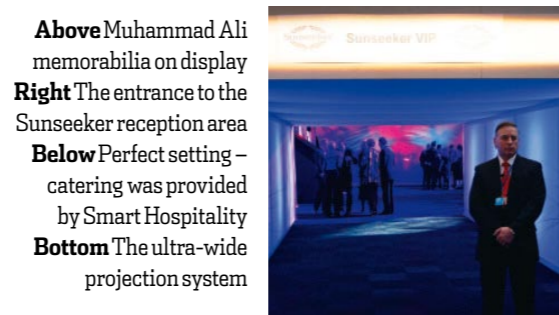 Above Muhammad Ali
memorabilia on display
Right The entrance to the
Sunseeker reception area
Below Perfect setting –
catering was provided
by Smart Hospitality
Bottom The ultra-wide
projection system
Sunseeker VIP